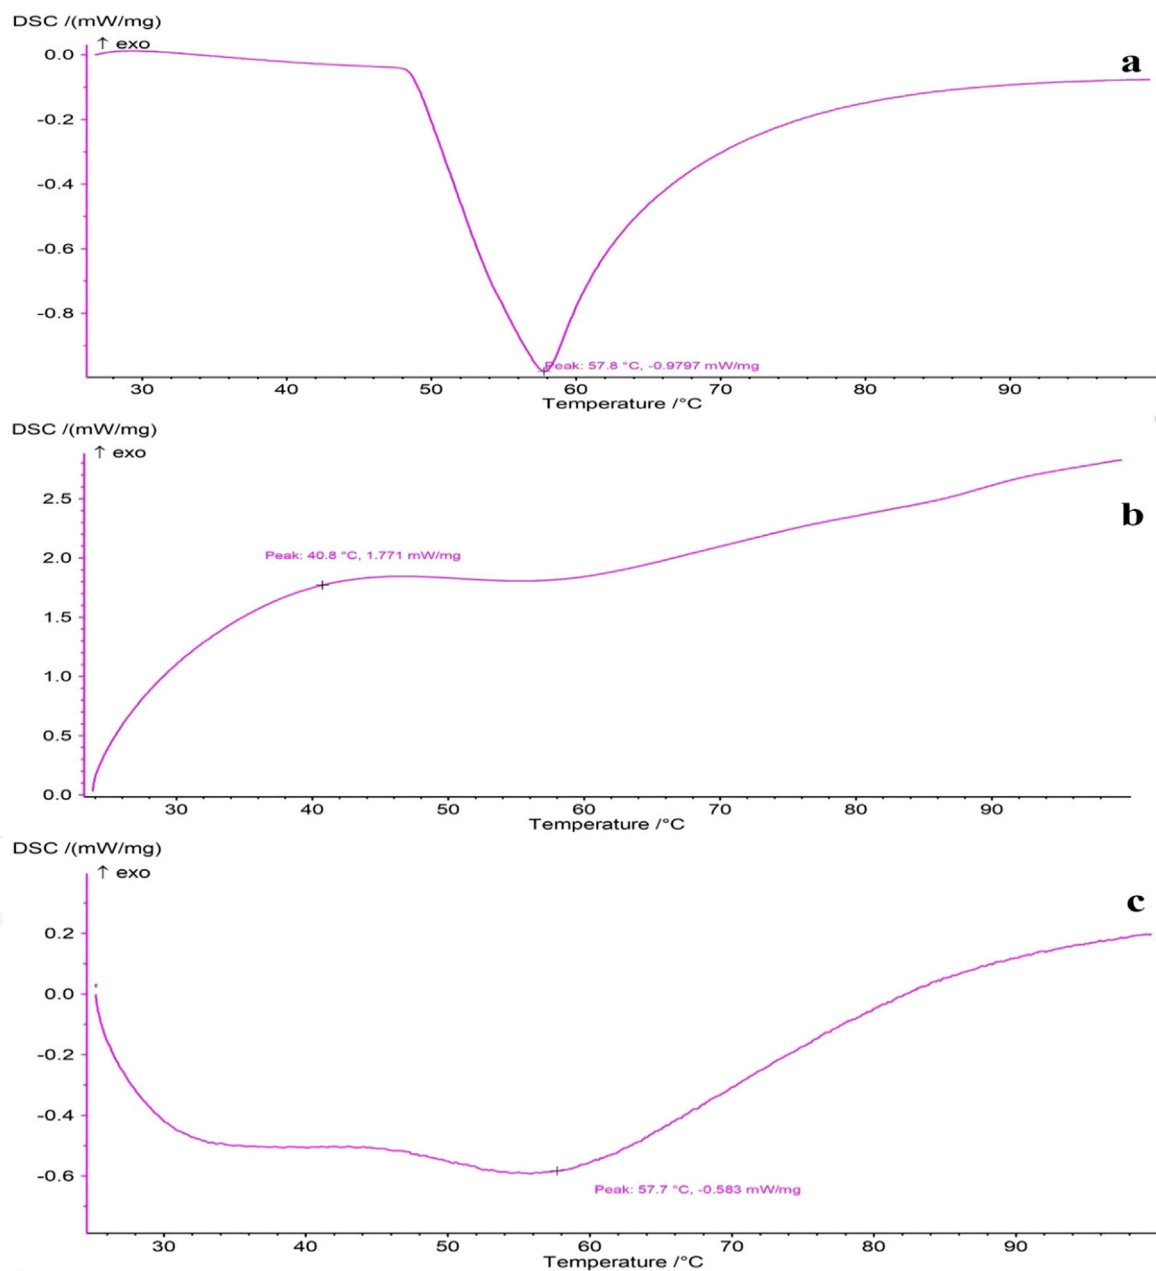 DSC /(mW/mg)
↑ exo
a
0.0
-0.2
-0.4
-0.6
-0.8
Peak: 57.8 °C, -0.9797 mW/mg
30 40 50 60 70 80 90
Temperature /°C
DSC /(mW/mg)
↑ exo
b
2.5
Peak: 40.8 °C, 1.771 mW/mg
2.0
1.5
1.0
0.5
0.0
30 40 50 60 70 80 90
Temperature /°C
DSC /(mW/mg)
↑ exo
c
0.2
0.0
-0.2
-0.4
-0.6
Peak: 57.7 °C, -0.583 mW/mg
30 40 50 60 70 80 90
Temperature /°C